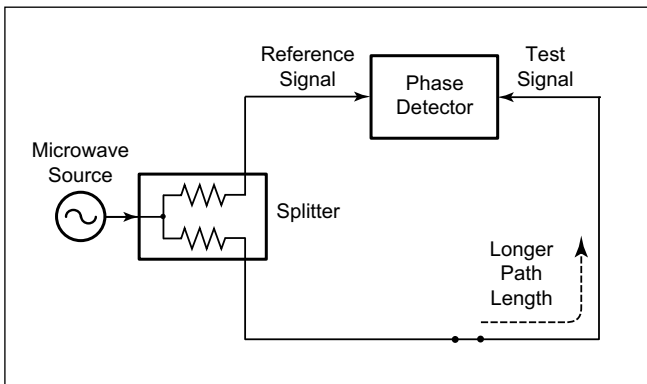 Reference
Signal
Phase
Detector
Test
Signal
Microwave
Source
Splitter
Longer
Path
Length